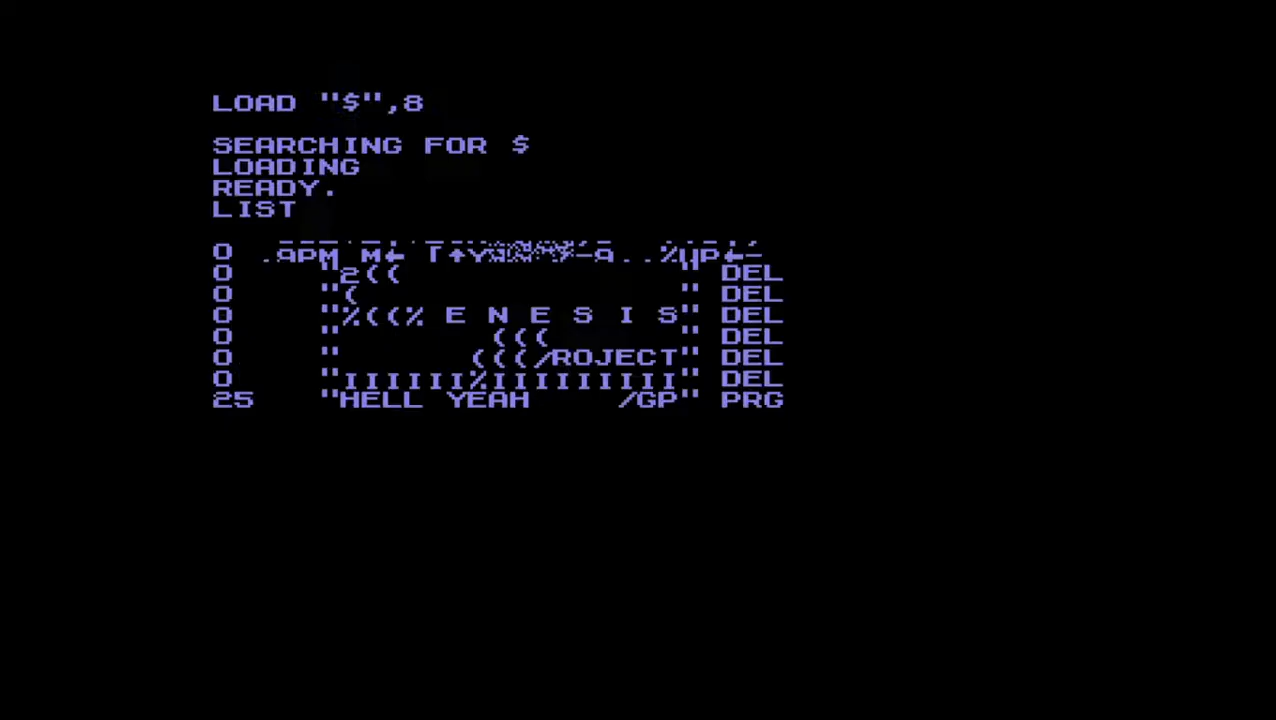 LOAD "$",8
SEARCHING FOR $
LOADING
READY.
LIST
0
0 "2(( " DEL
0 "( " DEL
0 "%((% E N E S I S" DEL
0 " ((( " DEL
0 " (((/ROJECT" DEL
0 "IIIIII%IIIIIIIII" DEL
25 "HELL YEAH /GP" PRG